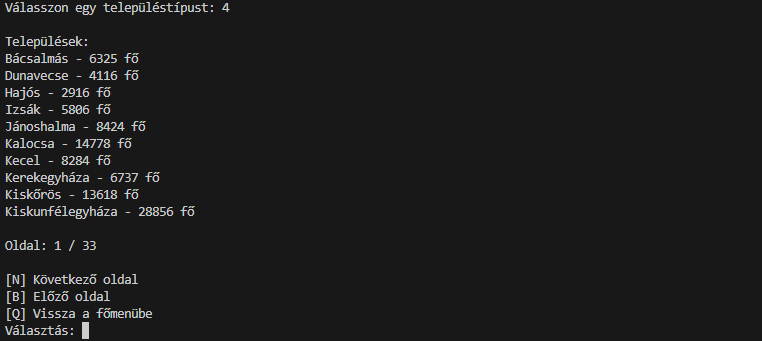 Válasszon egy településtípust: 4
Települések:
Bácsalmás - 6325 fő
Dunavecse - 4116 fő
Hajós - 2916 fő
Izsák - 5806 fő
Jánoshalma - 8424 fő
Kalocsa - 14778 fő
Kecel - 8284 fő
Kerekegyháza - 6737 fő
Kiskőrös - 13618 fő
Kiskunfélegyháza - 28856 fő
Oldal: 1 / 33
[N] Következő oldal
[B] Előző oldal
[Q] Vissza a főmenübe
Választás: